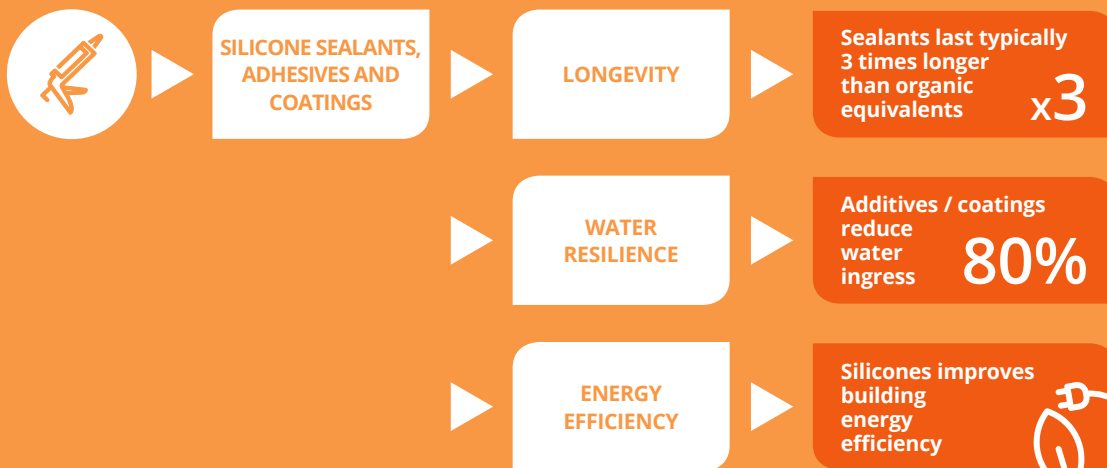 SILICONE SEALANTS,
ADHESIVES AND
COATINGS
LONGEVITY
Sealants last typically
3 times longer
than organic
equivalents
x3
WATER
RESILIENCE
Additives / coatings
reduce
water
ingress
80%
ENERGY
EFFICIENCY
Silicones improves
building
energy
efficiency